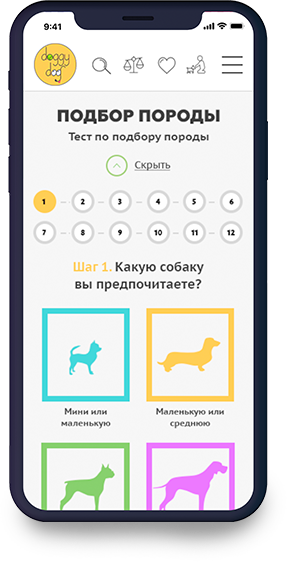 9:41
doggy
dog
ПОДБОР ПОРОДЫ
Тест по подбору породы
Скрыть
1 2 3 4 5 6
7 8 9 10 11 12
Шаг 1. Какую собаку
вы предпочитаете?
Мини или Маленькую или
маленькую среднюю